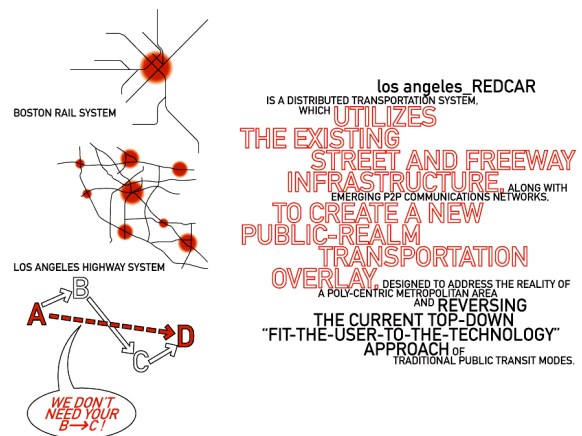 BOSTON RAIL SYSTEM
LOS ANGELES HIGHWAY SYSTEM
A
B
C
D
WE DON'T
NEED YOUR
B→C!
los angeles_REDCAR
IS A DISTRIBUTED TRANSPORTATION SYSTEM,
WHICH UTILIZES
THE EXISTING
STREET AND FREEWAY
INFRASTRUCTURE, ALONG WITH
EMERGING P2P COMMUNICATIONS NETWORKS,
TO CREATE A NEW
PUBLIC-REALM
TRANSPORTATION
OVERLAY, DESIGNED TO ADDRESS THE REALITY OF
A POLY-CENTRIC METROPOLITAN AREA
AND REVERSING
THE CURRENT TOP-DOWN
“FIT-THE-USER-TO-THE-TECHNOLOGY”
APPROACH OF
TRADITIONAL PUBLIC TRANSIT MODES.